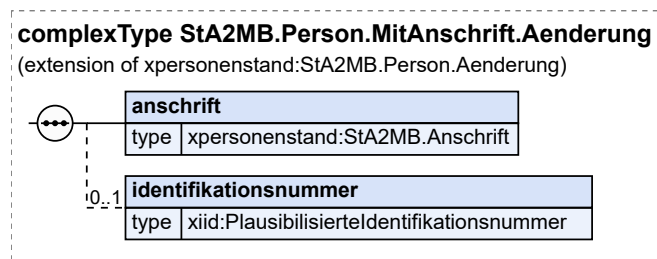 complexType StA2MB.Person.MitAnschrift.Aenderung
(extension of xpersonenstand:StA2MB.Person.Aenderung)
anschrift
type xpersonenstand:StA2MB.Anschrift
0..1
identifikationsnummer
type xiid:PlausibilisierteIdentifikationsnummer